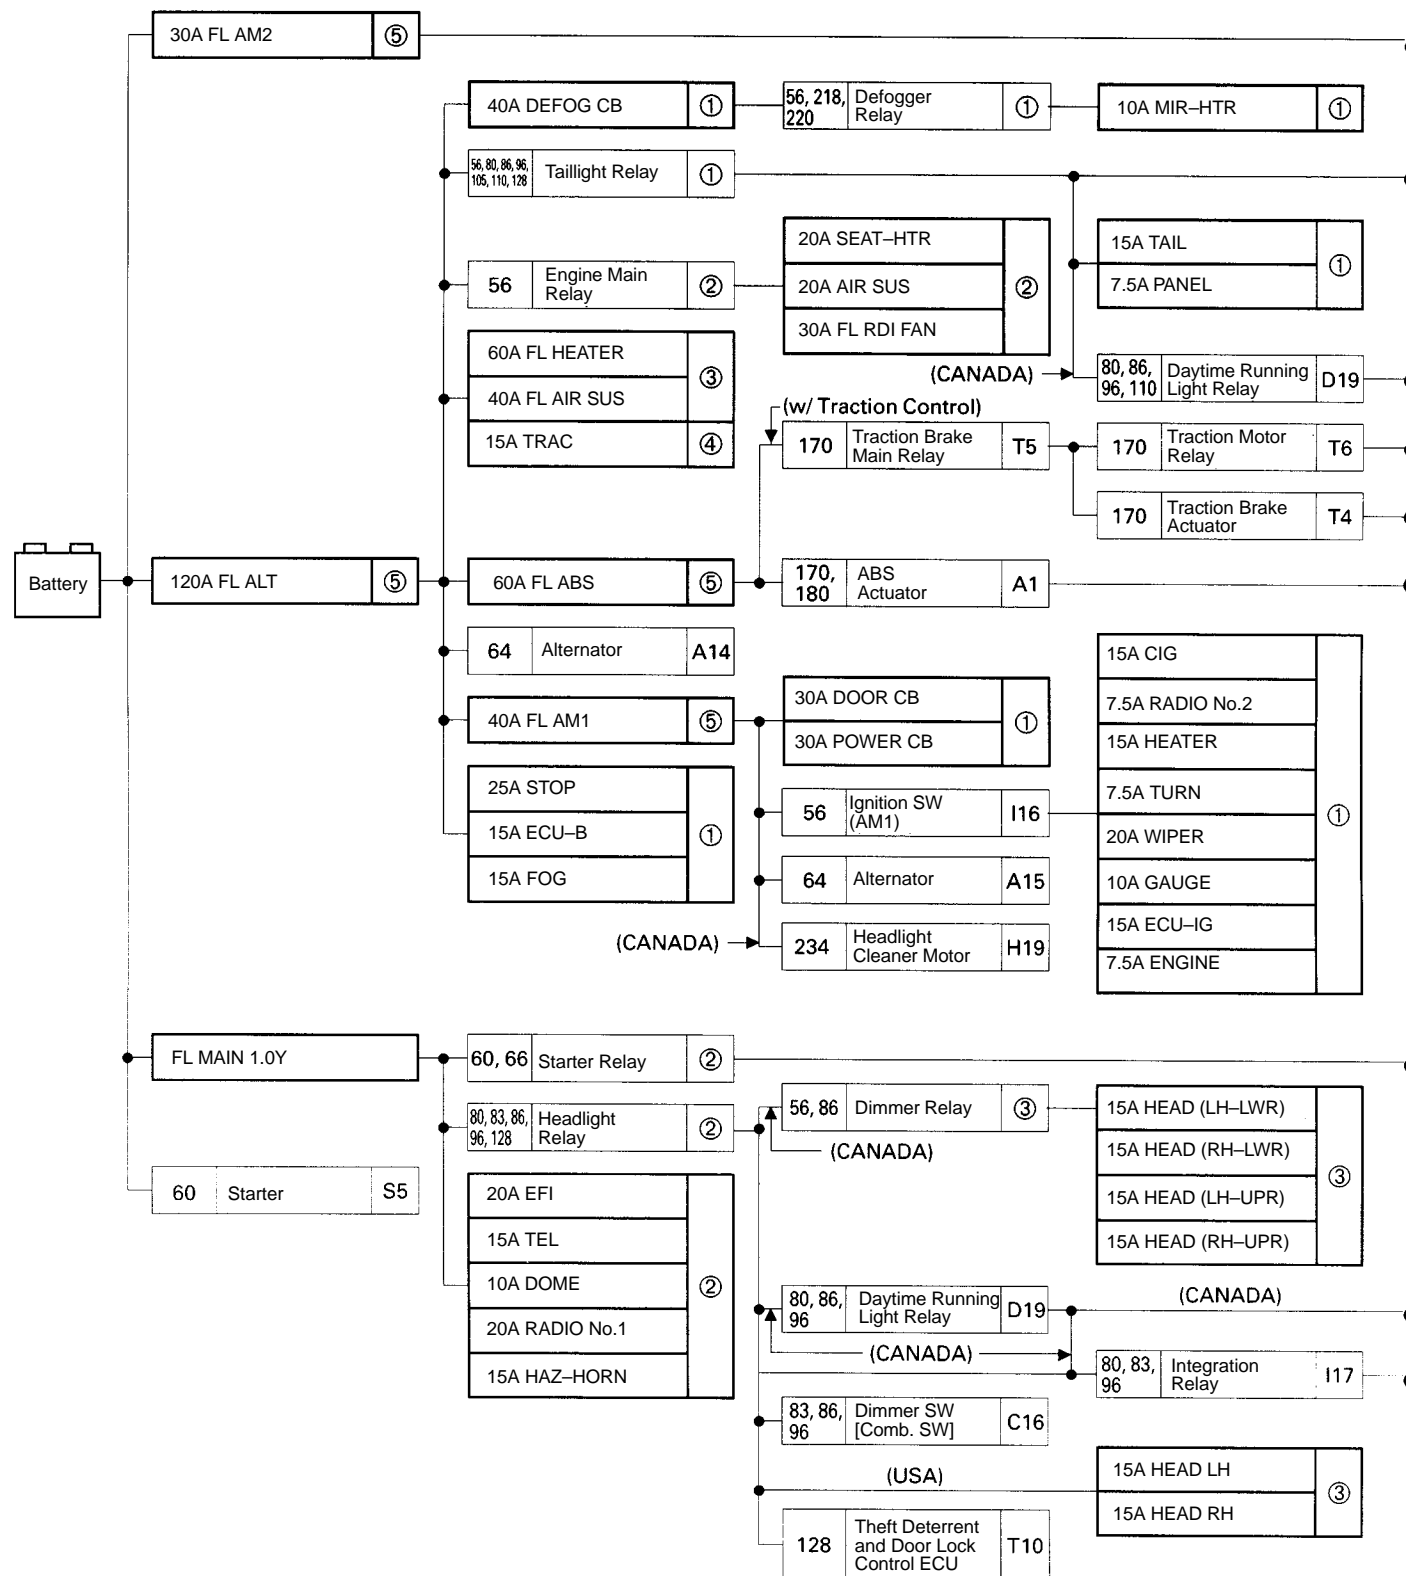 30A FL AM2 ⑤
40A DEFOG CB ①
56, 218, 220 Defogger Relay ①
10A MIR–HTR ①
56, 80, 86, 96, 105, 110, 128 Taillight Relay ①
20A SEAT–HTR
20A AIR SUS ②
30A FL RDI FAN
15A TAIL ①
7.5A PANEL
56 Engine Main Relay ②
60A FL HEATER ③
40A FL AIR SUS
15A TRAC ④
(CANADA)
80, 86, 96, 110 Daytime Running Light Relay D19
(w/ Traction Control)
170 Traction Brake Main Relay T5
170 Traction Motor Relay T6
170 Traction Brake Actuator T4
Battery
120A FL ALT ⑤
60A FL ABS ⑤
170, 180 ABS Actuator A1
64 Alternator A14
40A FL AM1 ⑤
30A DOOR CB ①
30A POWER CB
15A CIG
7.5A RADIO No.2
15A HEATER
7.5A TURN
20A WIPER
10A GAUGE
15A ECU–IG
7.5A ENGINE
①
25A STOP
15A ECU–B ①
15A FOG
56 Ignition SW (AM1) I16
64 Alternator A15
(CANADA)
234 Headlight Cleaner Motor H19
FL MAIN 1.0Y
60, 66 Starter Relay ②
80, 83, 86, 96, 128 Headlight Relay ②
56, 86 Dimmer Relay ③
(CANADA)
15A HEAD (LH–LWR)
15A HEAD (RH–LWR)
15A HEAD (LH–UPR)
15A HEAD (RH–UPR)
③
60 Starter S5
20A EFI
15A TEL
10A DOME ②
20A RADIO No.1
15A HAZ–HORN
80, 86, 96 Daytime Running Light Relay D19
(CANADA)
(CANADA)
80, 83, 96 Integration Relay I17
83, 86, 96 Dimmer SW [Comb. SW] C16
(USA)
15A HEAD LH ③
15A HEAD RH
128 Theft Deterrent and Door Lock Control ECU T10